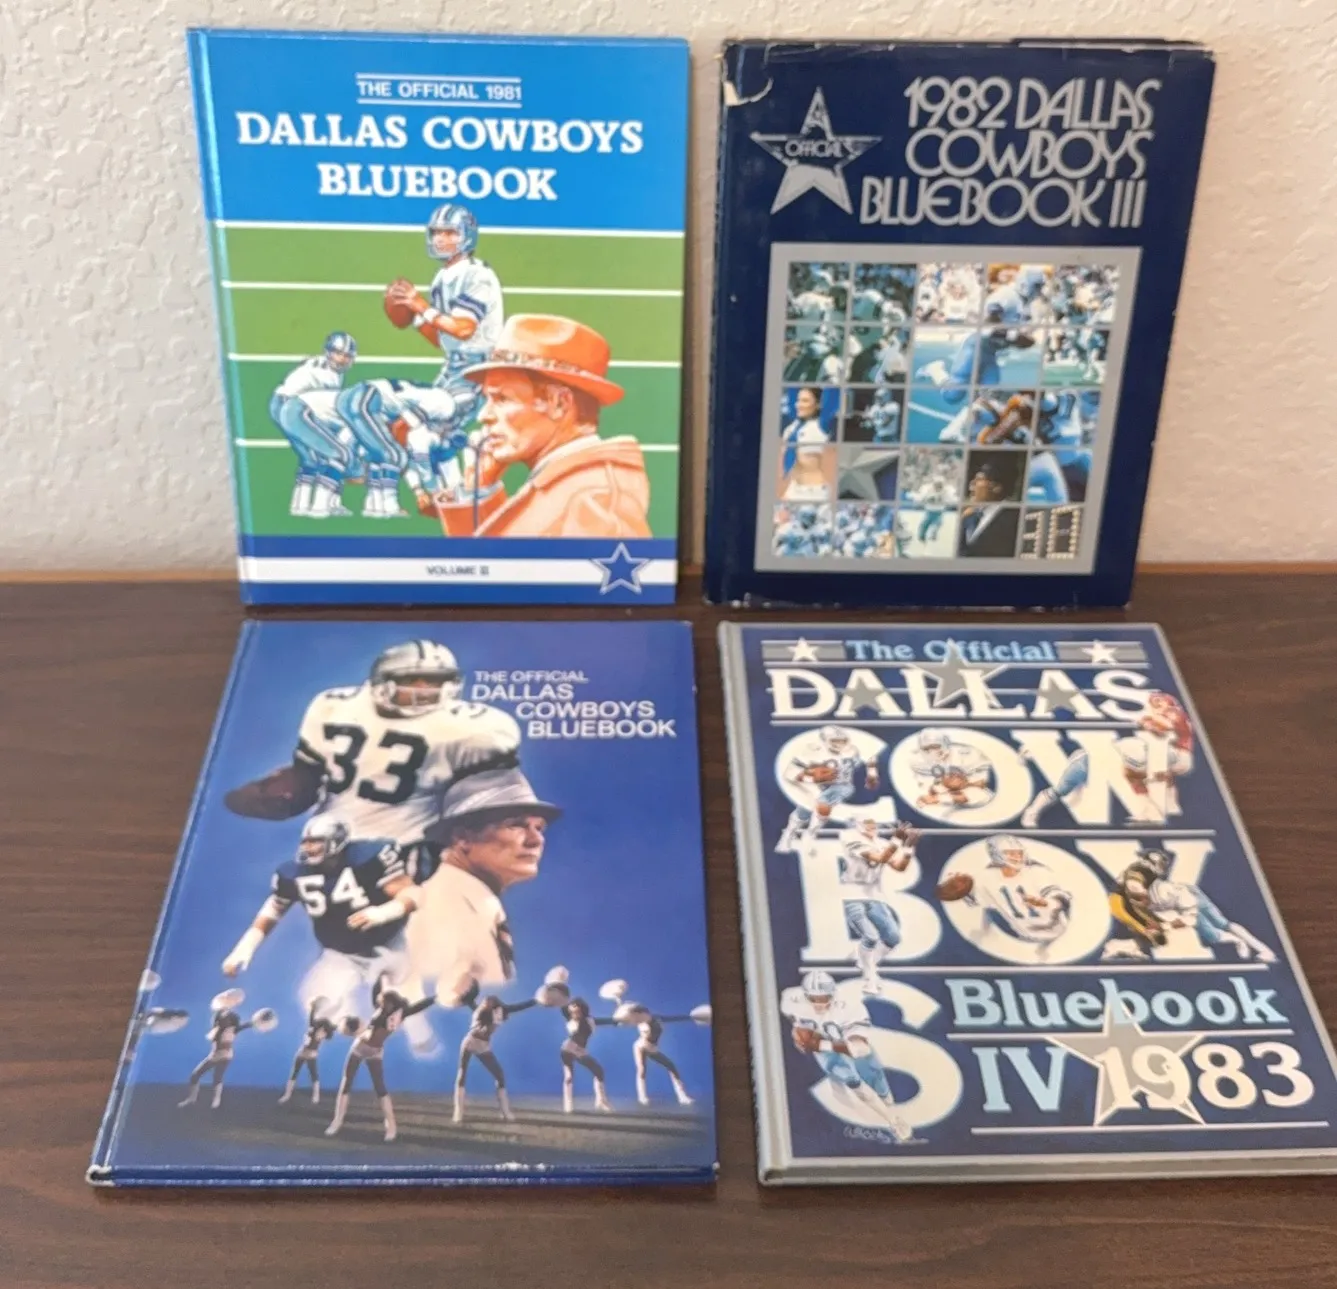 THE OFFICIAL 1981
DALLAS COWBOYS
BLUEBOOK
VOLUME II
1982 DALLAS
COWBOYS
BLUEBOOK III
OFFICIAL
THE OFFICIAL
DALLAS
COWBOYS
BLUEBOOK
33
54
The Official
DALLAS
COW
BOY
S
11
Bluebook
IV 1983